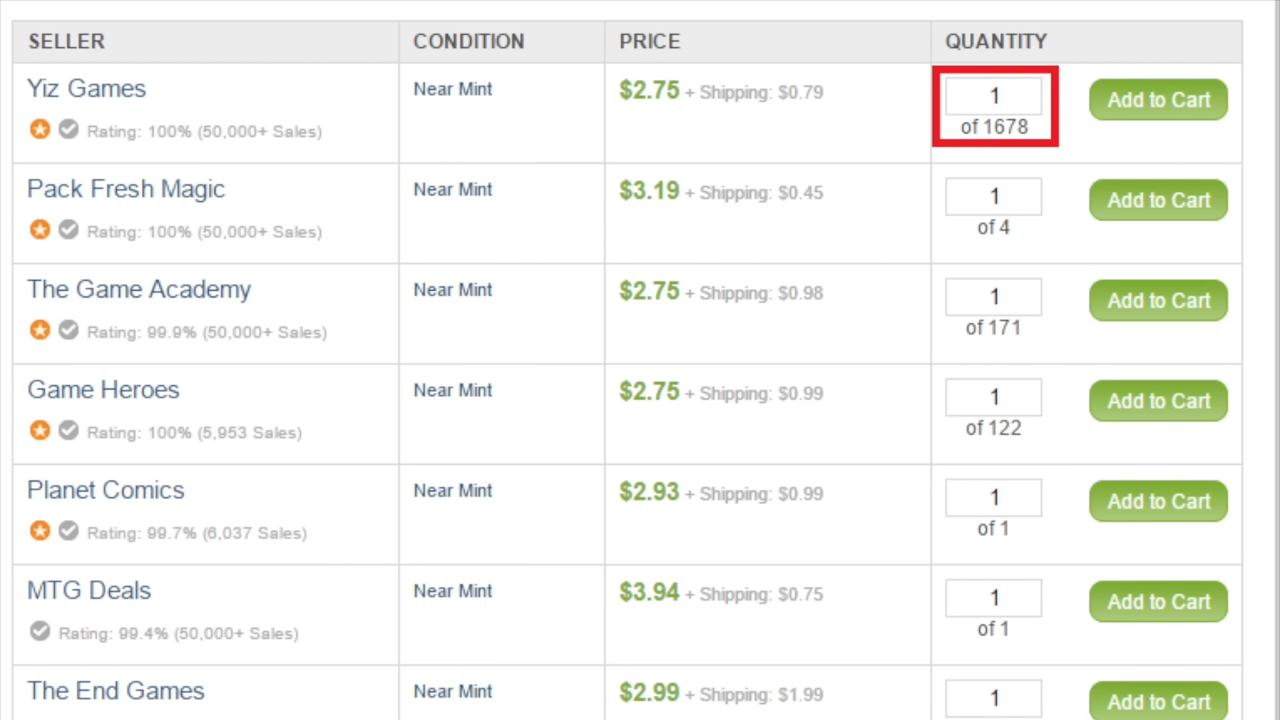 SELLER CONDITION PRICE QUANTITY
Yiz Games Near Mint $2.75 + Shipping: $0.79 1 Add to Cart
Rating: 100% (50,000+ Sales) of 1678
Pack Fresh Magic Near Mint $3.19 + Shipping: $0.45 1 Add to Cart
Rating: 100% (50,000+ Sales) of 4
The Game Academy Near Mint $2.75 + Shipping: $0.98 1 Add to Cart
Rating: 99.9% (50,000+ Sales) of 171
Game Heroes Near Mint $2.75 + Shipping: $0.99 1 Add to Cart
Rating: 100% (5,953 Sales) of 122
Planet Comics Near Mint $2.93 + Shipping: $0.99 1 Add to Cart
Rating: 99.7% (6,037 Sales) of 1
MTG Deals Near Mint $3.94 + Shipping: $0.75 1 Add to Cart
Rating: 99.4% (50,000+ Sales) of 1
The End Games Near Mint $2.99 + Shipping: $1.99 1 Add to Cart